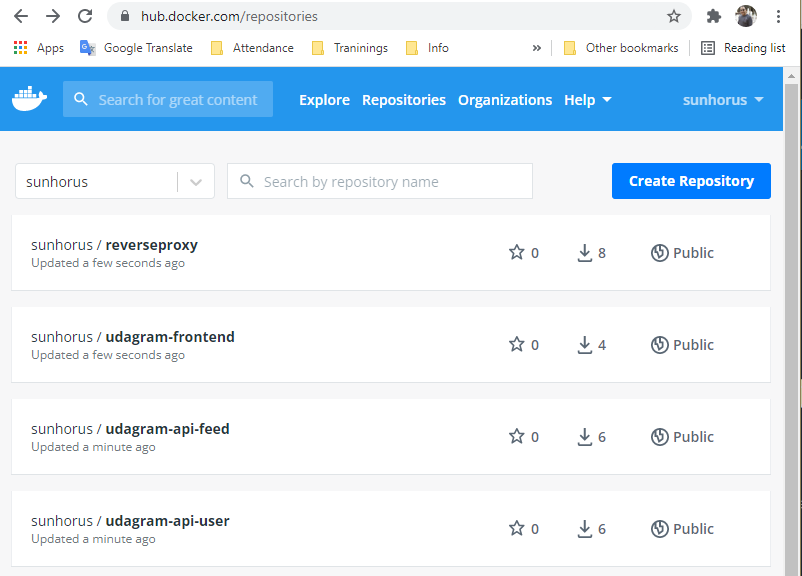 hub.docker.com/repositories
Apps Google Translate Attendance Traninings Info » Other bookmarks Reading list
Search for great content Explore Repositories Organizations Help sunhorus
sunhorus Search by repository name Create Repository
sunhorus / reverseproxy 0 8 Public
Updated a few seconds ago
sunhorus / udagram-frontend 0 4 Public
Updated a few seconds ago
sunhorus / udagram-api-feed 0 6 Public
Updated a minute ago
sunhorus / udagram-api-user 0 6 Public
Updated a minute ago